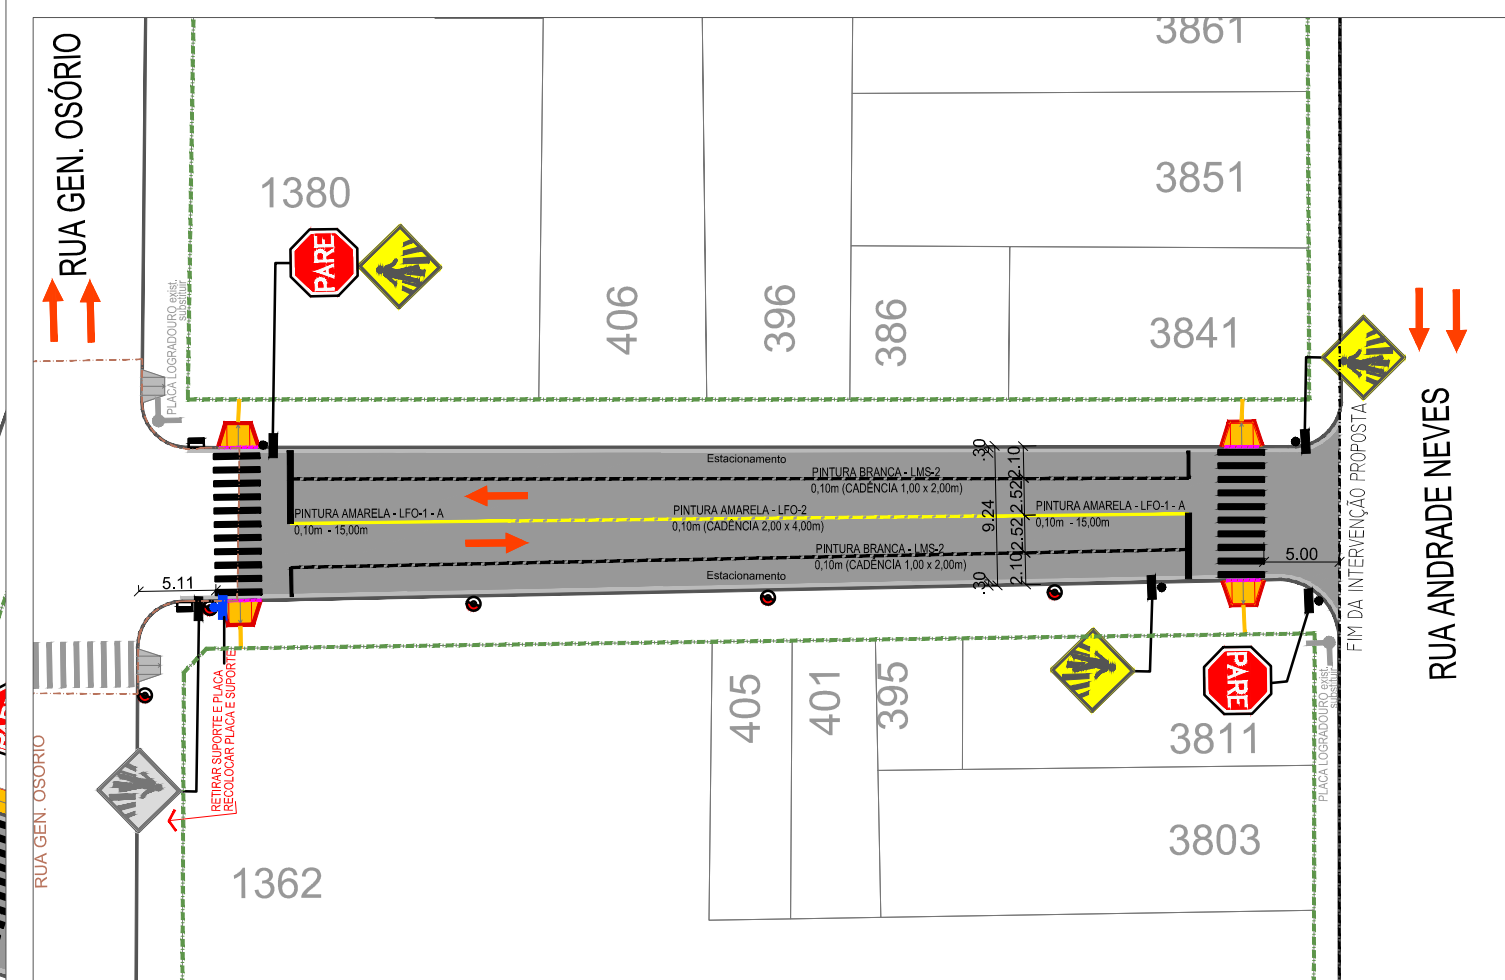 RUA GEN. OSÓRIO
3861
3851
3841
1380
406
396
386
PARE
PLACA LOGRADOURO exist.
substituir
Estacionamento
PINTURA BRANCA - LMS-2
0,10m (CADÊNCIA 1,00 x 2,00m)
PINTURA AMARELA - LFO-1 - A
0,10m - 15,00m
PINTURA AMARELA - LFO-2
0,10m (CADÊNCIA 2,00 x 4,00m)
PINTURA AMARELA - LFO-1 - A
0,10m - 15,00m
PINTURA BRANCA - LMS-2
0,10m (CADÊNCIA 1,00 x 2,00m)
Estacionamento
.30
2.10
2.52
9.24
2.52
2.10
.30
5.11
5.00
FIM DA INTERVENÇÃO PROPOSTA
RUA ANDRADE NEVES
RETIRAR SUPORTE E PLACA
RECOLOCAR PLACA E SUPORTE
RUA GEN. OSORIO
1362
405
401
395
PARE
3811
3803
PLACA LOGRADOURO exist.
substituir